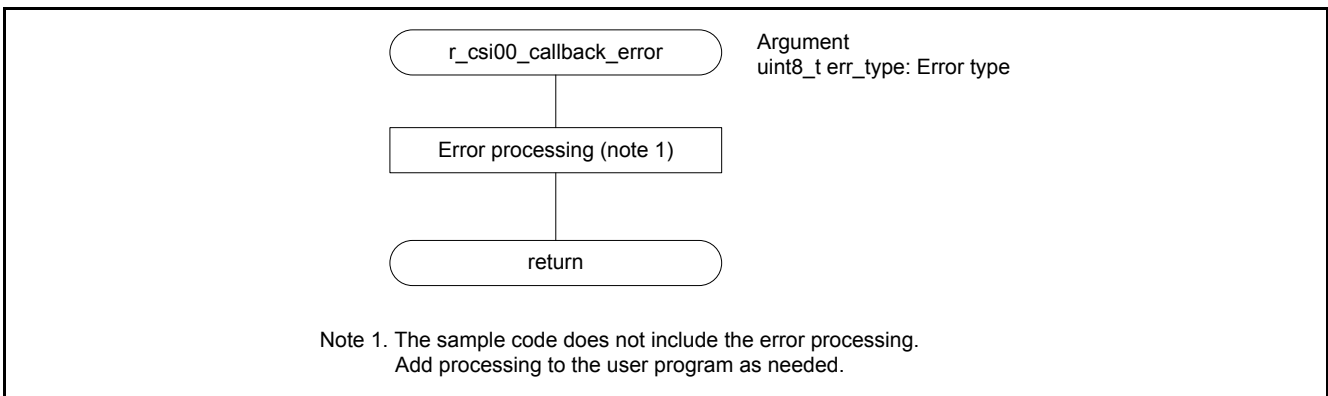 r_csi00_callback_error
Argument
uint8_t err_type: Error type
Error processing (note 1)
return
Note 1. The sample code does not include the error processing.
Add processing to the user program as needed.